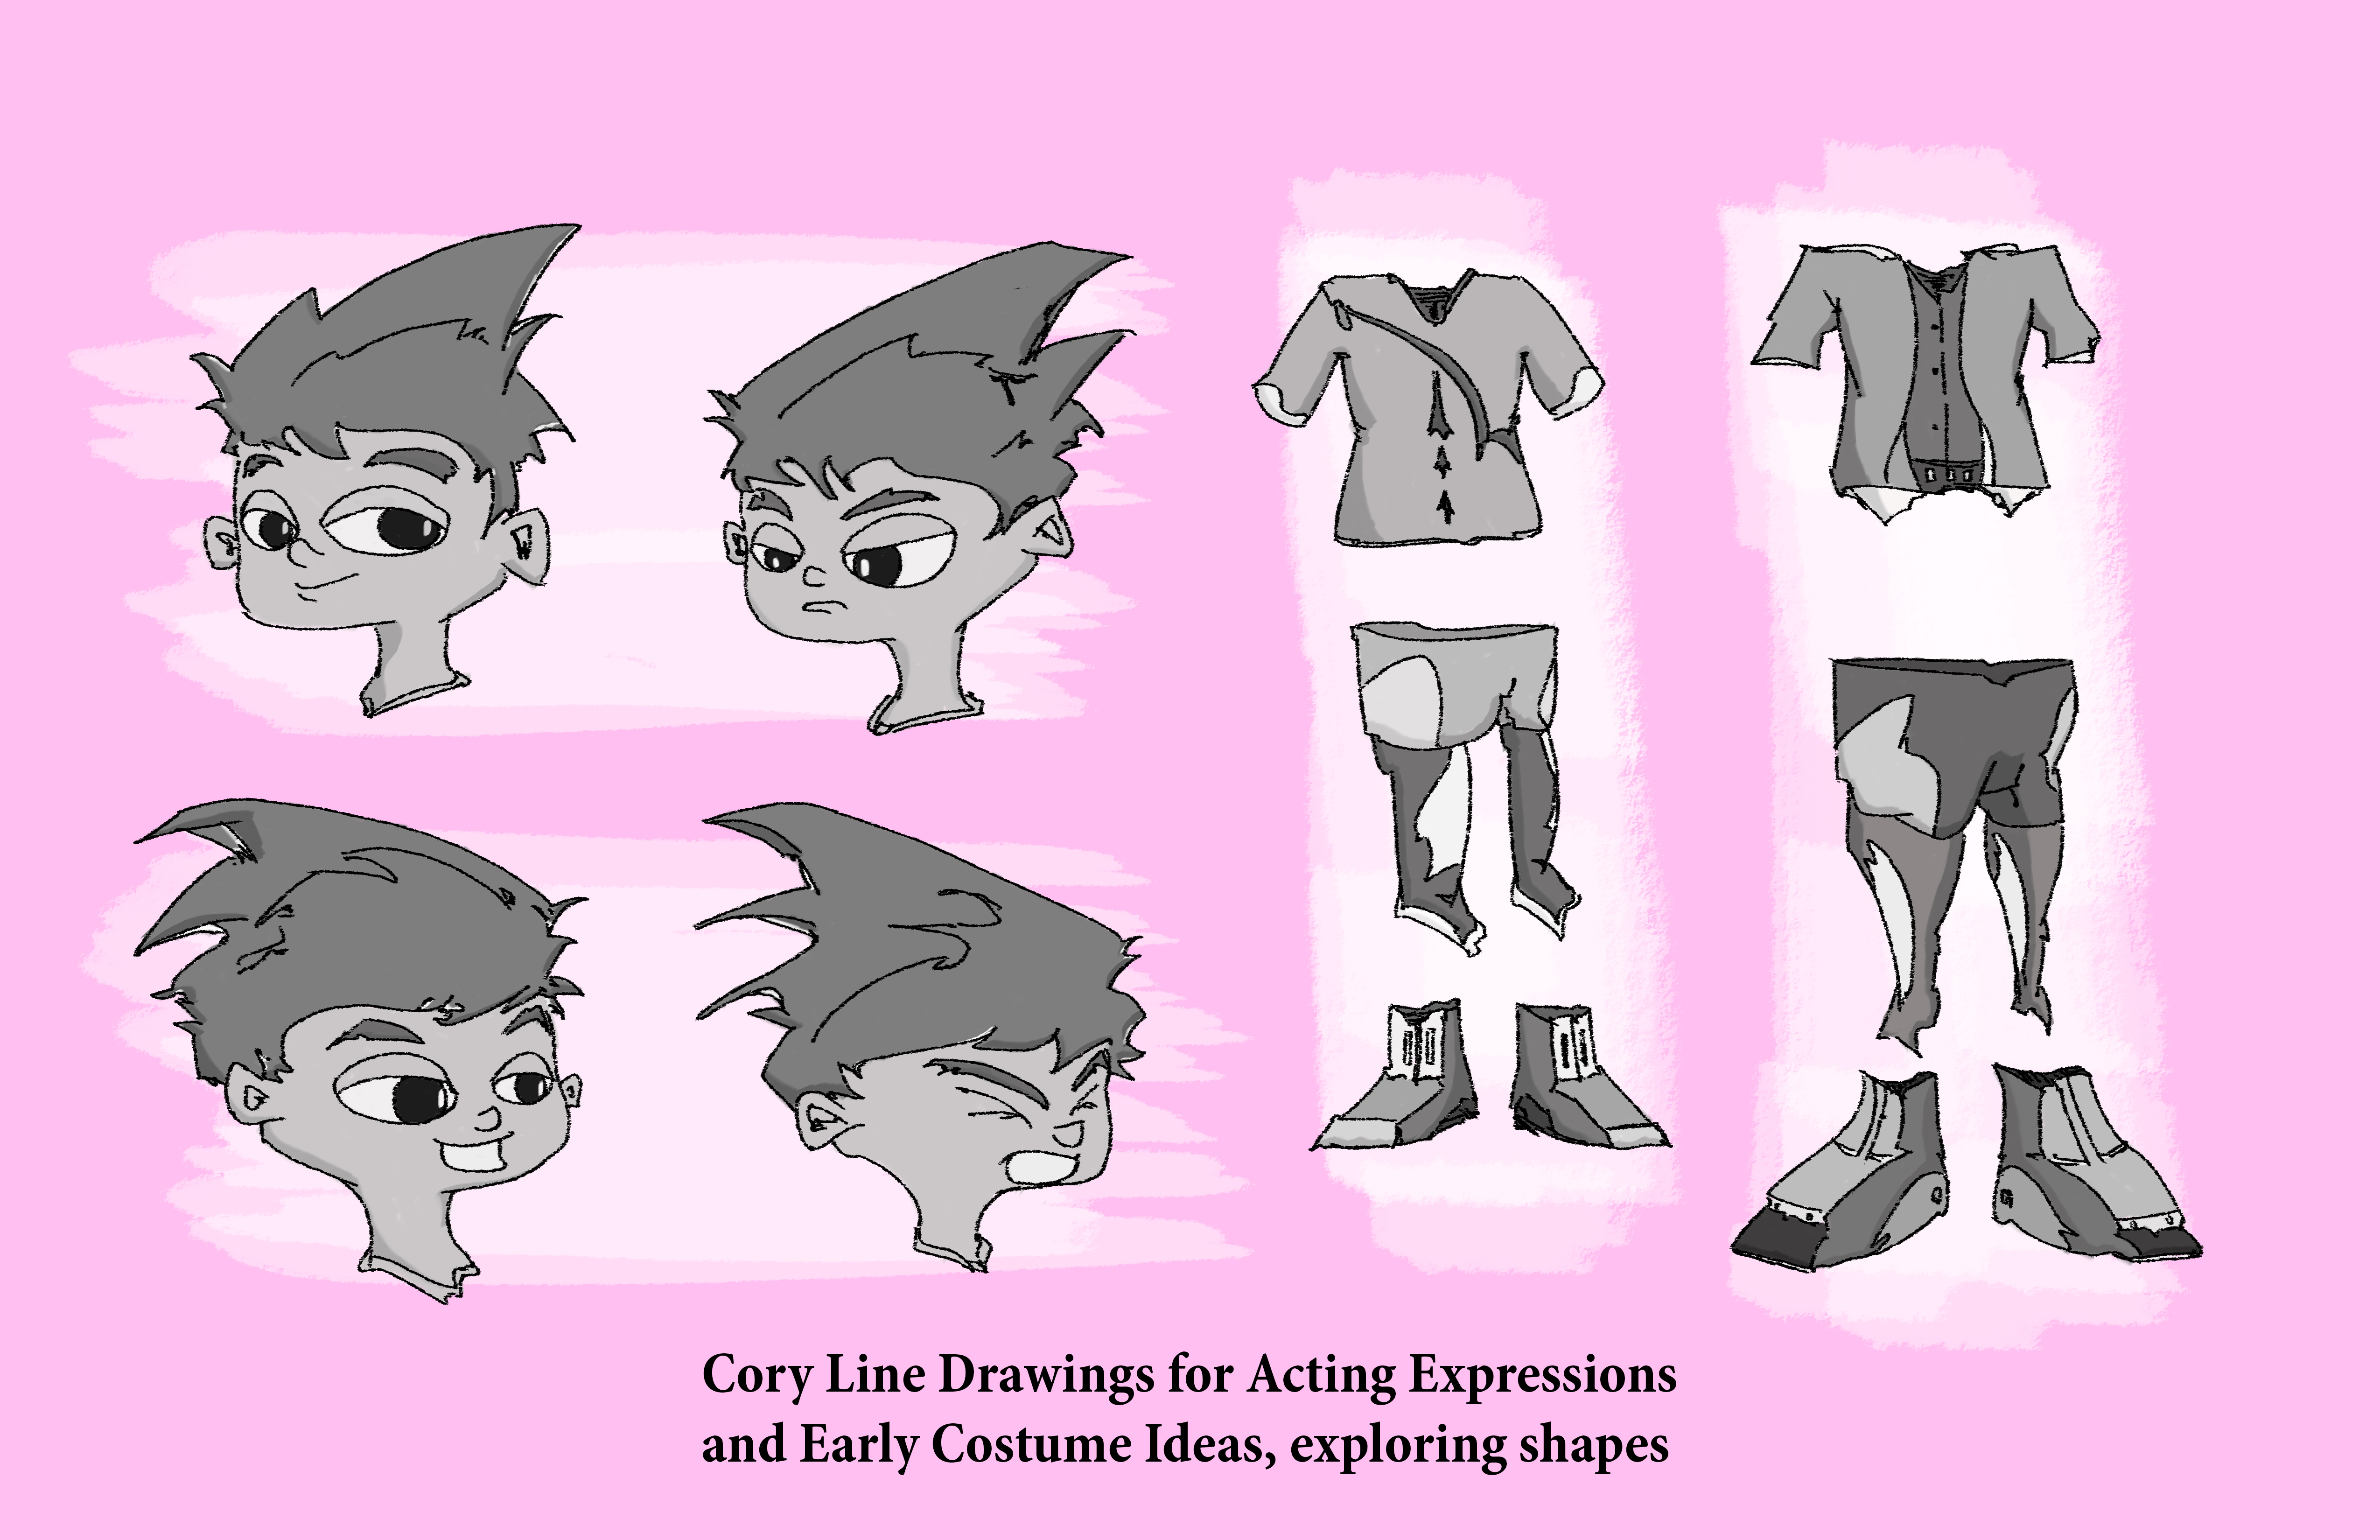 Cory Line Drawings for Acting Expressions
and Early Costume Ideas, exploring shapes